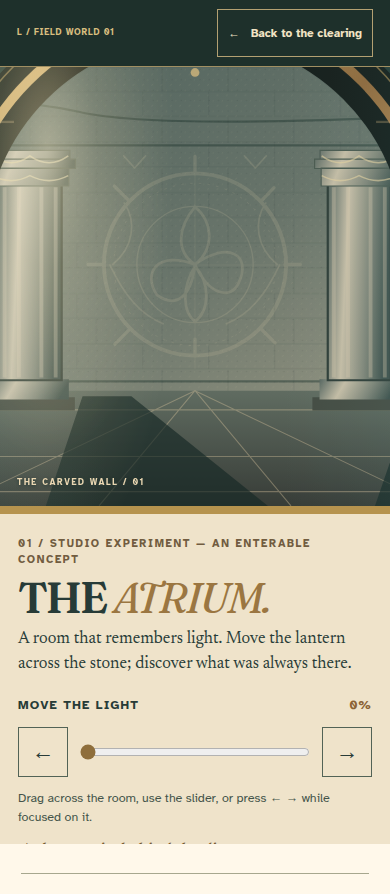 L / FIELD WORLD 01
← Back to the clearing
THE CARVED WALL / 01
01 / STUDIO EXPERIMENT — AN ENTERABLE
CONCEPT
THE ATRIUM.
A room that remembers light. Move the lantern
across the stone; discover what was always there.
MOVE THE LIGHT 0%
← →
Drag across the room, use the slider, or press ← → while
focused on it.